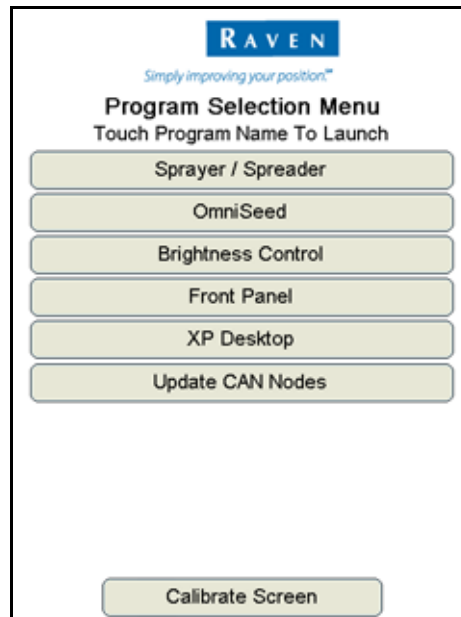 RAVEN
Simply improving your position.℠
Program Selection Menu
Touch Program Name To Launch
Sprayer / Spreader
OmniSeed
Brightness Control
Front Panel
XP Desktop
Update CAN Nodes
Calibrate Screen